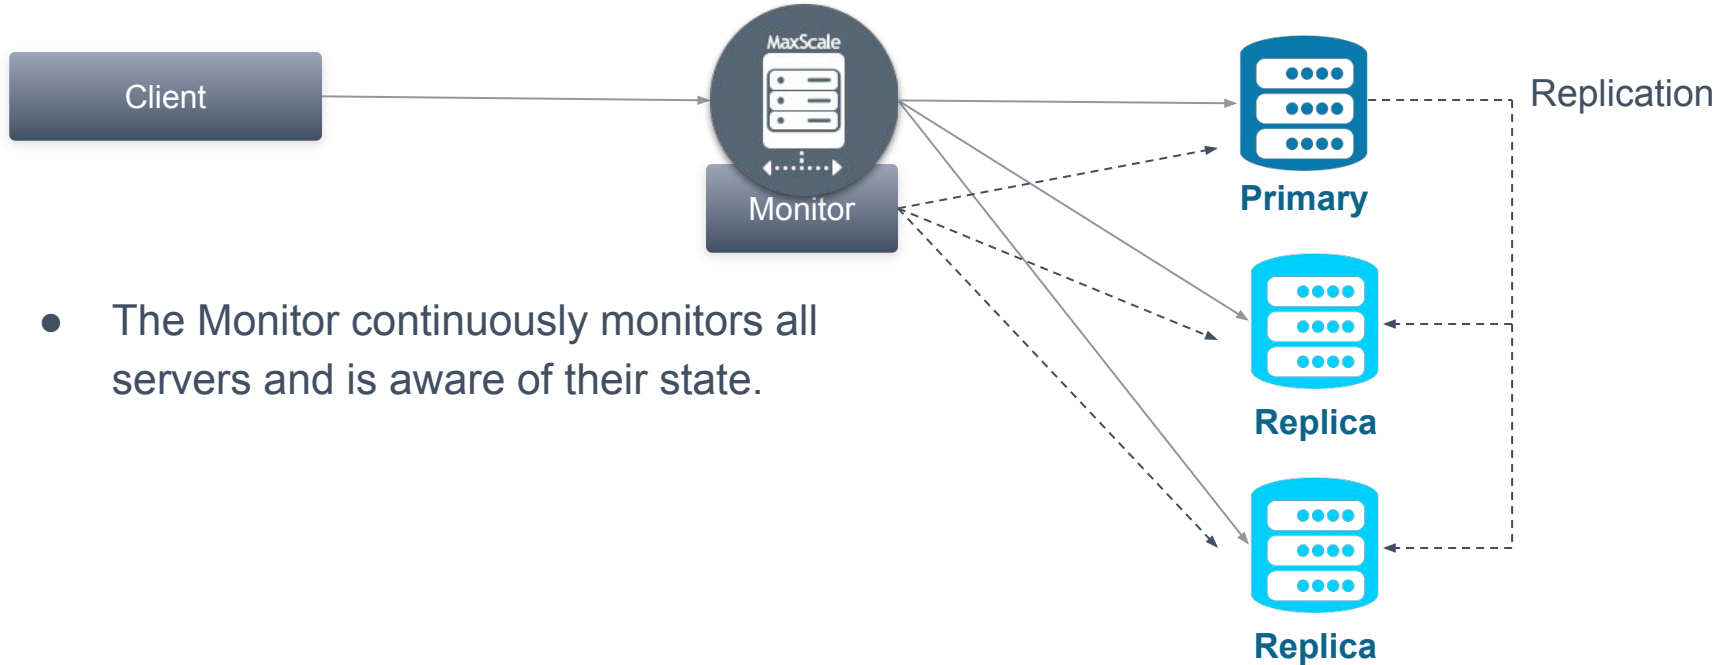 MaxScale
Client
Replication
Primary
Monitor
● The Monitor continuously monitors all
servers and is aware of their state.
Replica
Replica